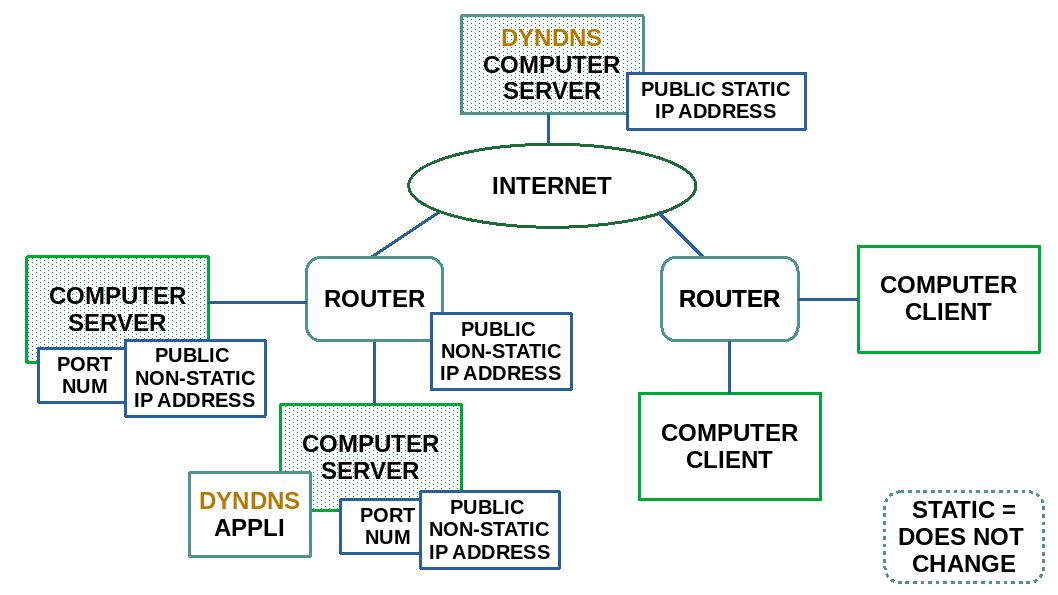 DYNDNS
COMPUTER
SERVER
PUBLIC STATIC
IP ADDRESS
INTERNET
COMPUTER
SERVER
PORT
NUM
PUBLIC
NON-STATIC
IP ADDRESS
ROUTER
PUBLIC
NON-STATIC
IP ADDRESS
COMPUTER
SERVER
DYNDNS
APPLI
PORT
NUM
PUBLIC
NON-STATIC
IP ADDRESS
ROUTER
COMPUTER
CLIENT
COMPUTER
CLIENT
STATIC =
DOES NOT
CHANGE